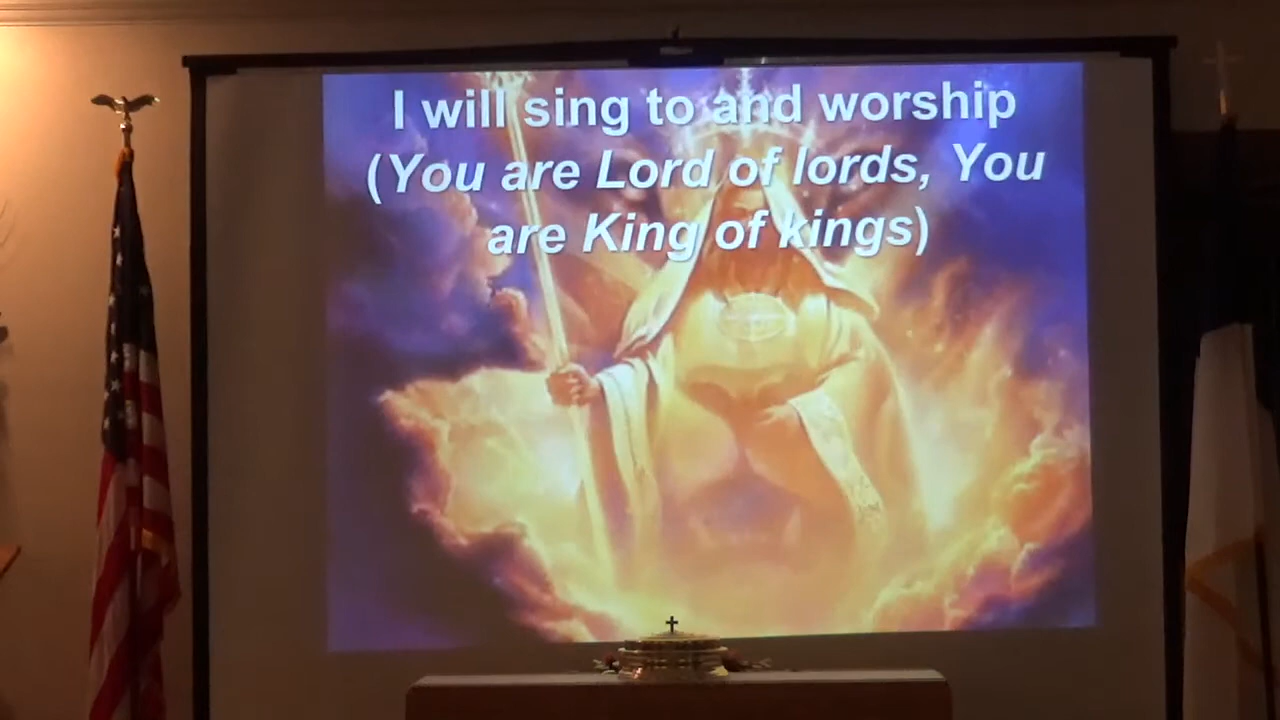 I will sing to and worship
(You are Lord of lords, You
are King of kings)